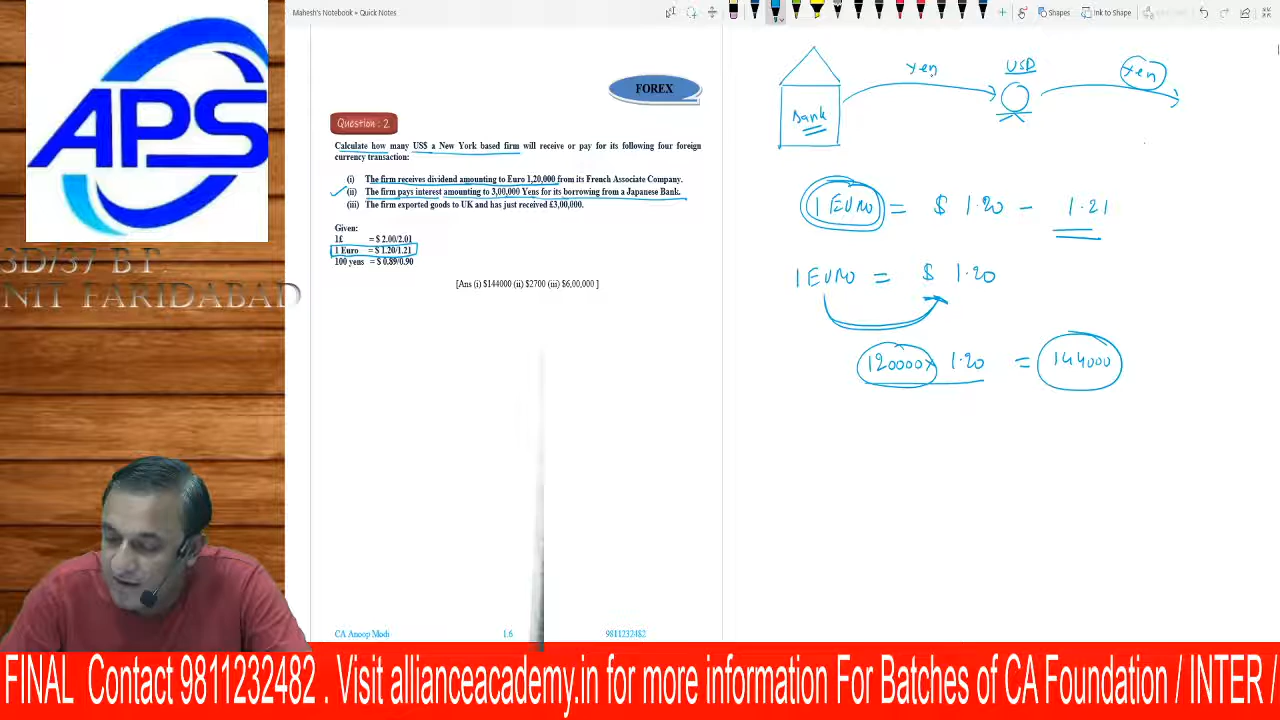 Mahesh's Notebook » Quick Notes
Shapes
Ink to Shape
APS
3D/37 B.P.
NIT FARIDABAD
FOREX
Question : 2
Calculate how many US$ a New York based firm will receive or pay for its following four foreign
currency transaction:
(i) The firm receives dividend amounting to Euro 1,20,000 from its French Associate Company.
(ii) The firm pays interest amounting to 3,00,000 Yens for its borrowing from a Japanese Bank.
(iii) The firm exported goods to UK and has just received £3,00,000.
Given:
1£ = $ 2.00/2.01
1 Euro = $ 1.20/1.21
100 yens = $ 0.89/0.90
[Ans (i) $144000 (ii) $2700 (iii) $6,00,000 ]
CA Anoop Modi 1.6 9811232482
Bank
Yen
USD
Yen
1 EURO = $ 1.20 - 1.21
1 EURO = $ 1.20
120000 x 1.20 = 144000
FINAL Contact 9811232482 . Visit allianceacademy.in for more information For Batches of CA Foundation / INTER /